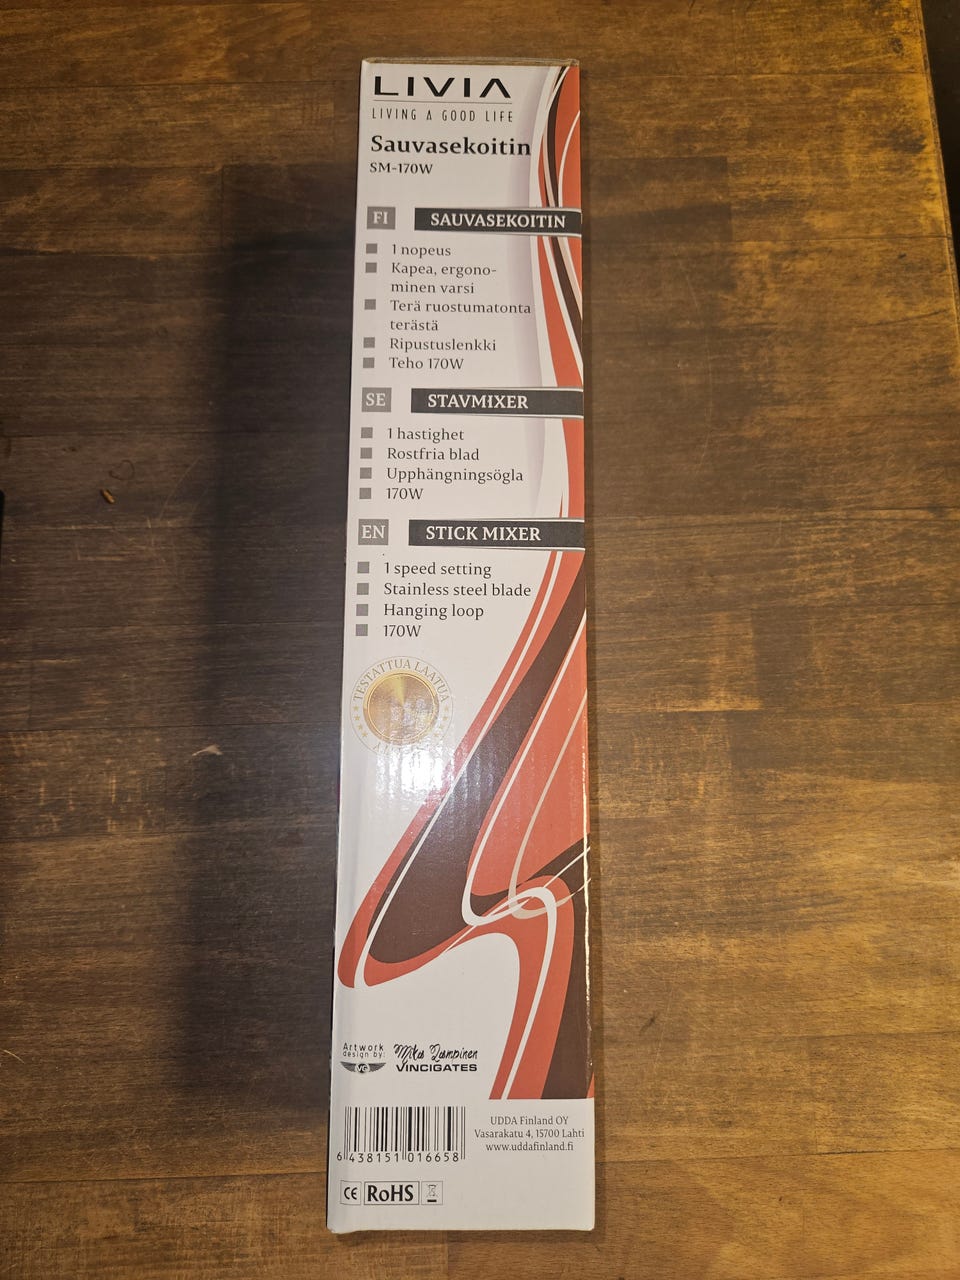 LIVIA
LIVING A GOOD LIFE
Sauvasekoitin
SM-170W
FI SAUVASEKOITIN
1 nopeus
Kapea, ergono-
minen varsi
Terä ruostumatonta
terästä
Ripustuslenkki
Teho 170W
SE STAVMIXER
1 hastighet
Rostfria blad
Upphängningsögla
170W
EN STICK MIXER
1 speed setting
Stainless steel blade
Hanging loop
170W
TESTATTUA LAATUA
Artwork
design by:
VG
Mika Lampinen
VINCIGATES
UDDA Finland OY
Vasarakatu 4, 15700 Lahti
www.uddafinland.fi
6 438151 016658
CE RoHS